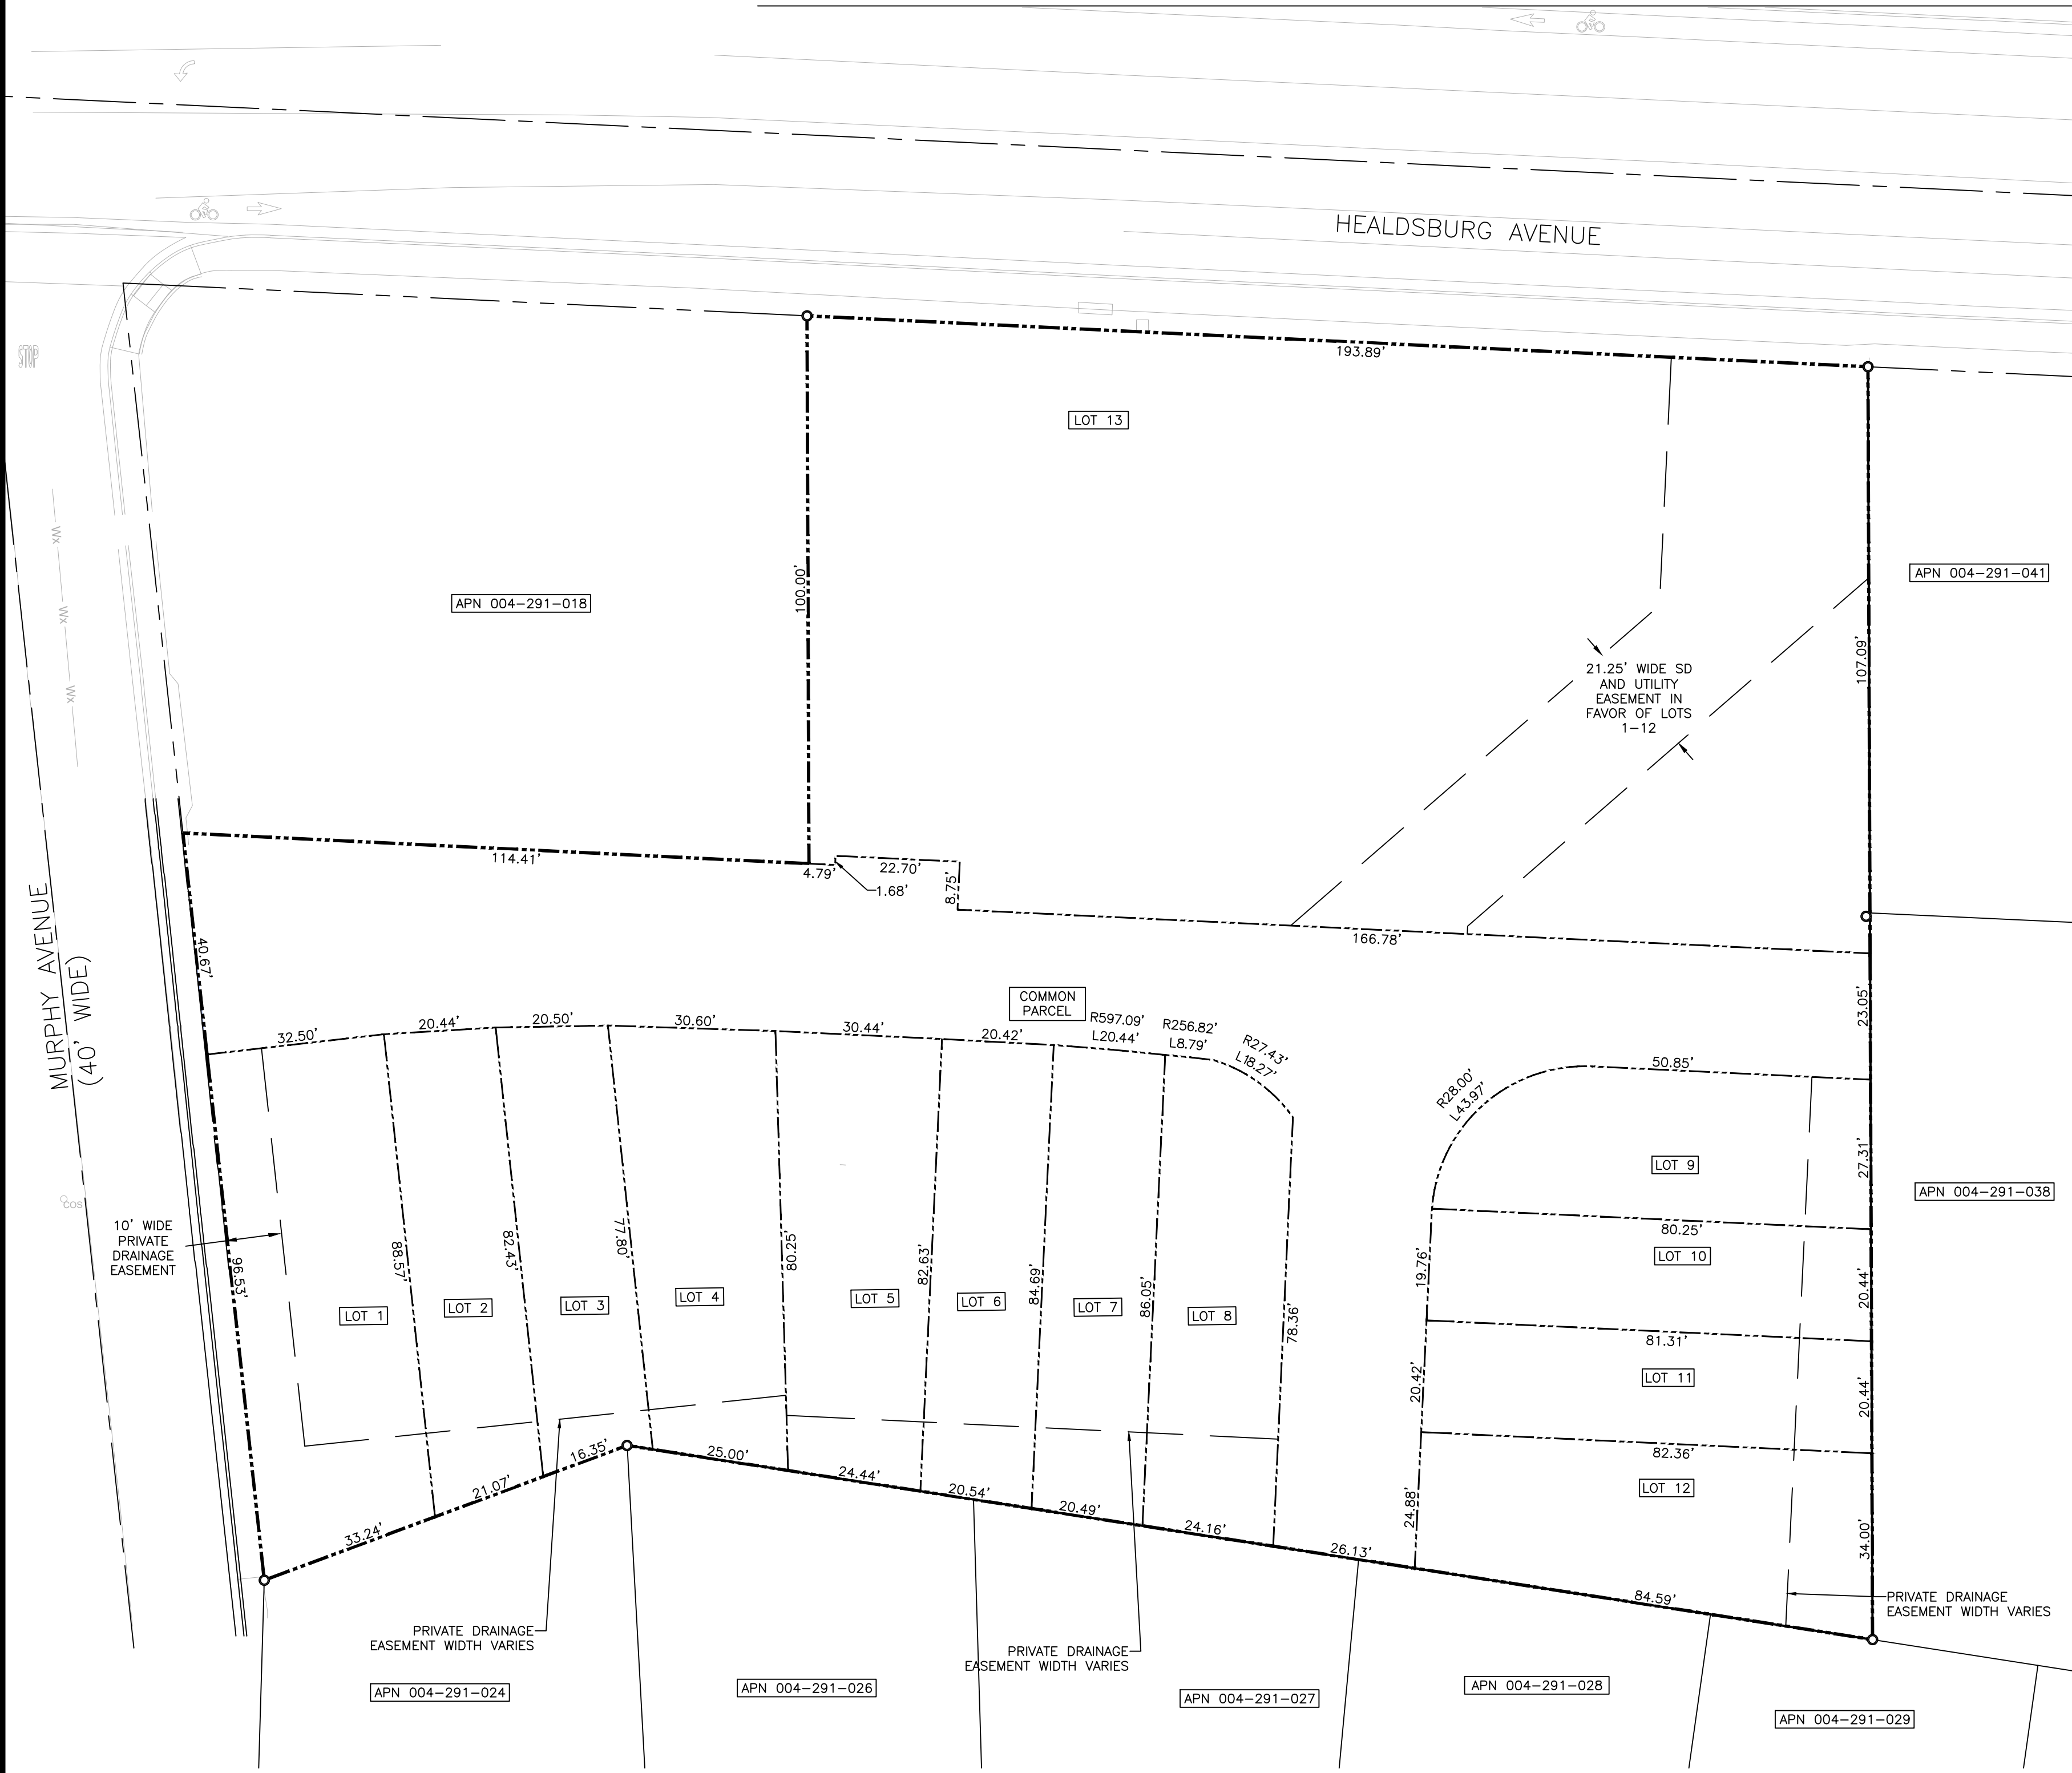 HEALDSBURG AVENUE
STOP
193.89'
LOT 13
100.00'
APN 004-291-018
APN 004-291-041
107.09'
21.25' WIDE SD
AND UTILITY
EASEMENT IN
FAVOR OF LOTS
1-12
Wx
Wx
Wx
114.41'
4.79'
22.70'
1.68'
8.75'
166.78'
MURPHY AVENUE
(40' WIDE)
40.67'
COMMON
PARCEL
23.05'
32.50'
20.44'
20.50'
30.60'
30.44'
20.42'
R597.09'
L20.44'
R256.82'
L8.79'
R27.43'
L18.27'
R28.00'
L43.97'
50.85'
LOT 9
27.31'
APN 004-291-038
COS
10' WIDE
PRIVATE
DRAINAGE
EASEMENT
96.53'
88.57'
82.43'
77.80'
80.25'
82.63'
84.69'
86.05'
78.36'
19.76'
80.25'
LOT 10
20.44'
LOT 1
LOT 2
LOT 3
LOT 4
LOT 5
LOT 6
LOT 7
LOT 8
81.31'
LOT 11
20.42'
20.44'
82.36'
LOT 12
24.88'
34.00'
33.24'
21.07'
16.35'
25.00'
24.44'
20.54'
20.49'
24.16'
26.13'
84.59'
PRIVATE DRAINAGE
EASEMENT WIDTH VARIES
PRIVATE DRAINAGE
EASEMENT WIDTH VARIES
PRIVATE DRAINAGE
EASEMENT WIDTH VARIES
APN 004-291-024
APN 004-291-026
APN 004-291-027
APN 004-291-028
APN 004-291-029